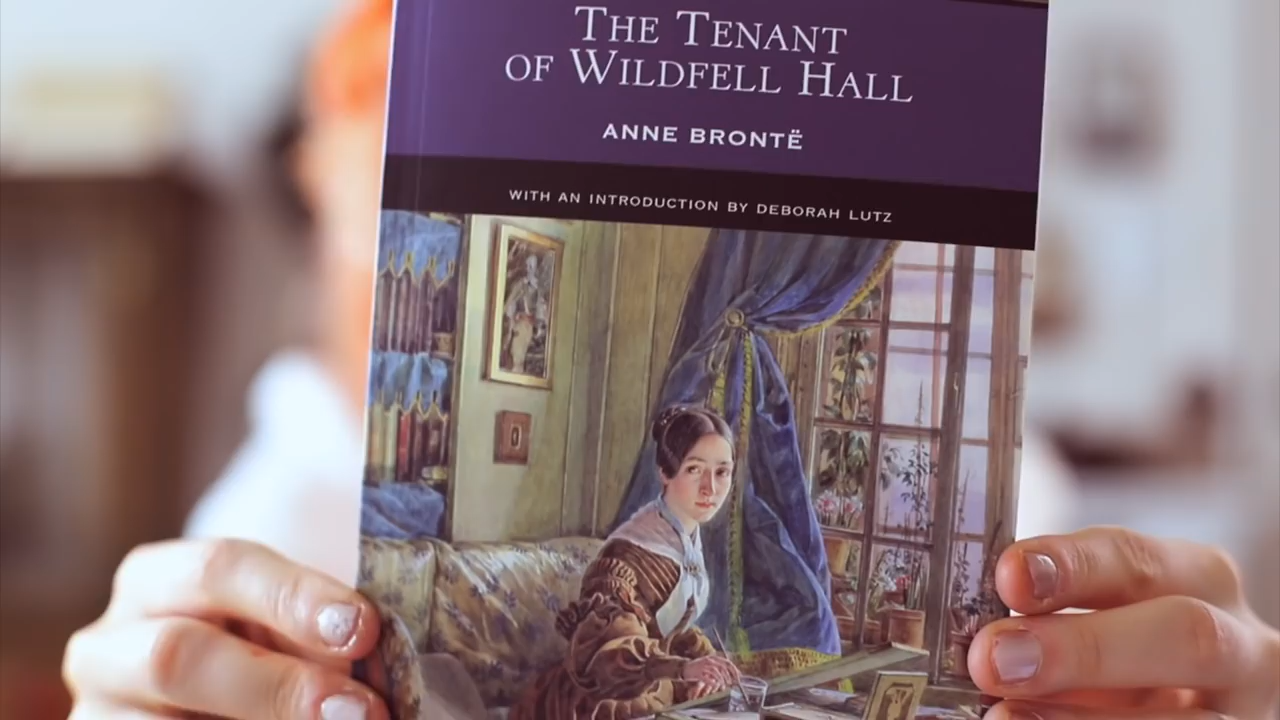 THE TENANT
OF WILDFELL HALL
ANNE BRONTË
WITH AN INTRODUCTION BY DEBORAH LUTZ